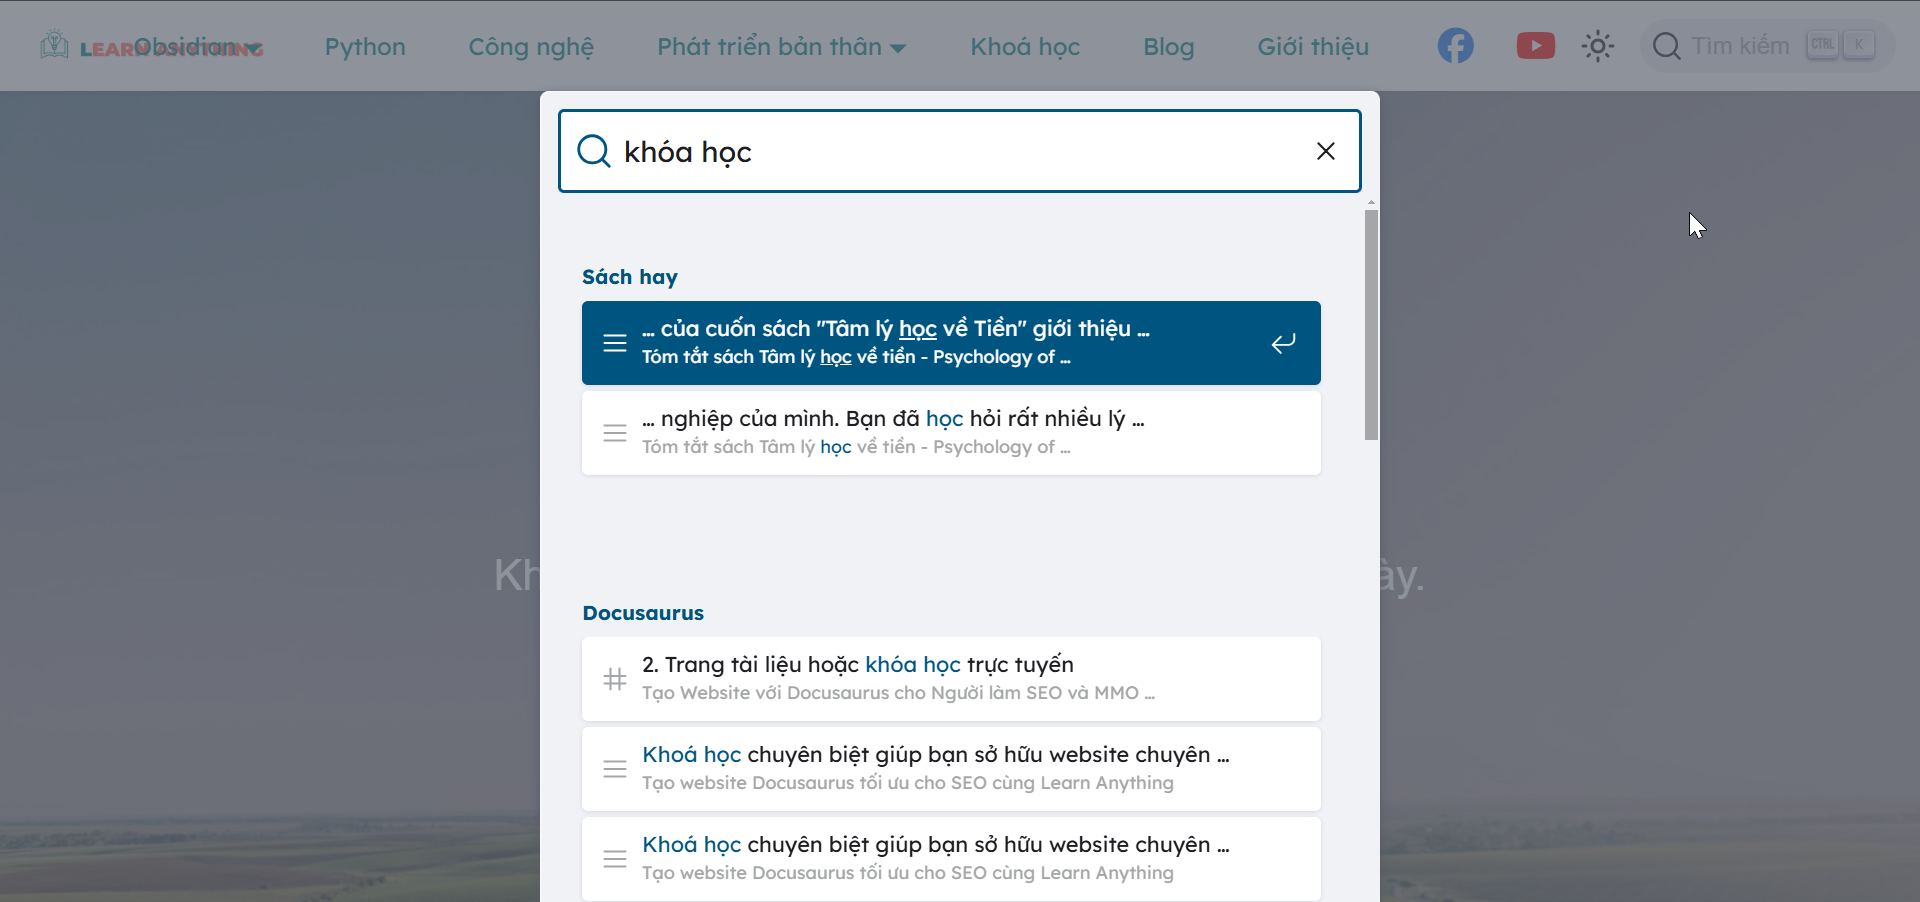 LEARN ANYTHING
Obsidian
Python
Công nghệ
Phát triển bản thân
Khoá học
Blog
Giới thiệu
Tìm kiếm
CTRL
K
khóa học
Sách hay
... của cuốn sách "Tâm lý học về Tiền" giới thiệu ...
Tóm tắt sách Tâm lý học về tiền - Psychology of ...
... nghiệp của mình. Bạn đã học hỏi rất nhiều lý ...
Tóm tắt sách Tâm lý học về tiền - Psychology of ...
Docusaurus
2. Trang tài liệu hoặc khóa học trực tuyến
Tạo Website với Docusaurus cho Người làm SEO và MMO ...
Khoá học chuyên biệt giúp bạn sở hữu website chuyên ...
Tạo website Docusaurus tối ưu cho SEO cùng Learn Anything
Khoá học chuyên biệt giúp bạn sở hữu website chuyên ...
Tạo website Docusaurus tối ưu cho SEO cùng Learn Anything